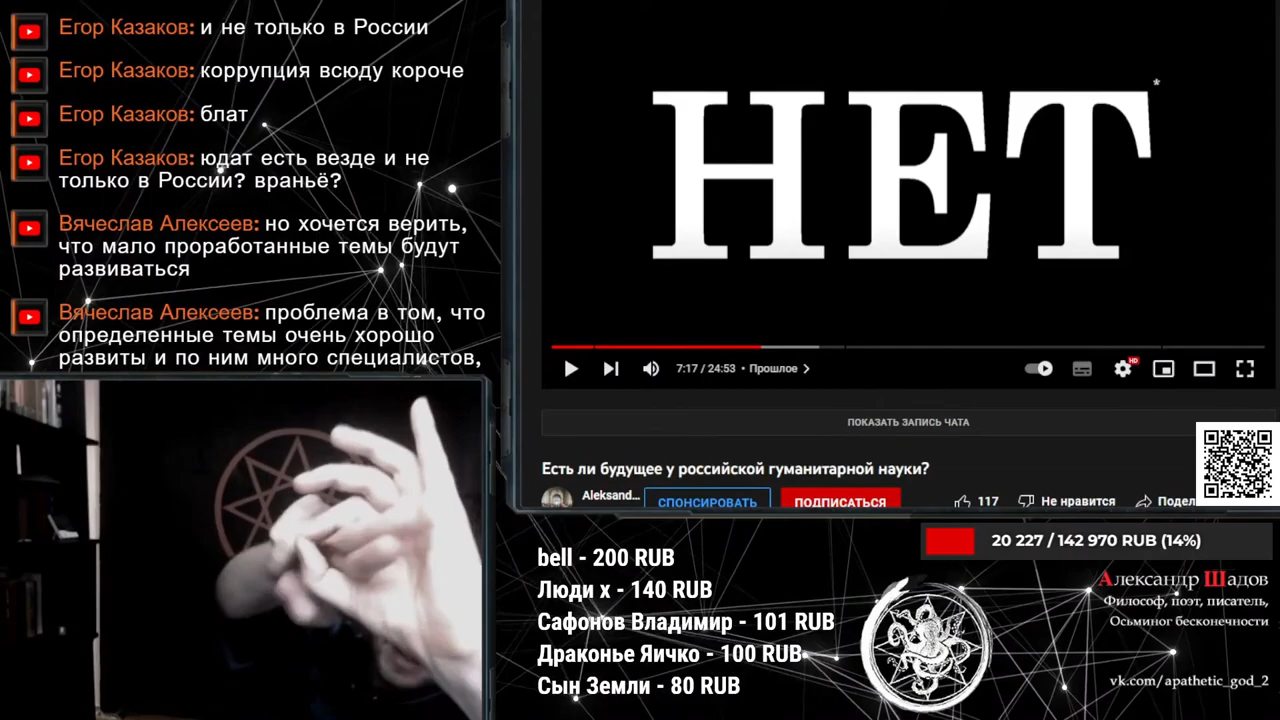 Егор Казаков: и не только в России
Егор Казаков: коррупция всюду короче
Егор Казаков: блат
Егор Казаков: юдат есть везде и не
только в России? враньё?
Вячеслав Алексеев: но хочется верить,
что мало проработанные темы будут
развиваться
Вячеслав Алексеев: проблема в том, что
определенные темы очень хорошо
развиты и по ним много специалистов,
НЕТ*
7:17 / 24:53 • Прошлое
HD
ПОКАЗАТЬ ЗАПИСЬ ЧАТА
Есть ли будущее у российской гуманитарной науки?
Aleksand...
СПОНСИРОВАТЬ
ПОДПИСАТЬСЯ
117
Не нравится
Подел
20 227 / 142 970 RUB (14%)
bell - 200 RUB
Люди х - 140 RUB
Сафонов Владимир - 101 RUB
Драконье Яичко - 100 RUB
Сын Земли - 80 RUB
Александр Шадов
Философ, поэт, писатель,
Осьминог бесконечности
vk.com/apathetic_god_2